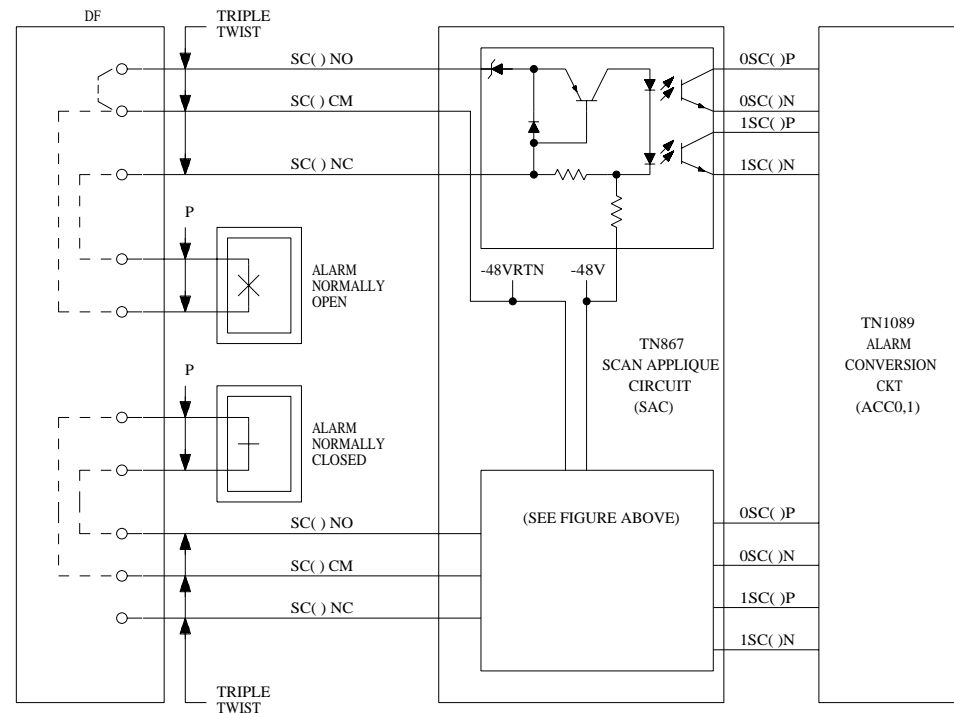 DF
TRIPLE
TWIST
SC( ) NO
0SC( )P
SC( ) CM
0SC( )N
1SC( )P
SC( ) NC
1SC( )N
P
ALARM
NORMALLY
OPEN
-48VRTN
-48V
TN867
SCAN APPLIQUE
CIRCUIT
(SAC)
TN1089
ALARM
CONVERSION
CKT
(ACC0,1)
P
ALARM
NORMALLY
CLOSED
SC( ) NO
(SEE FIGURE ABOVE)
0SC( )P
SC( ) CM
0SC( )N
SC( ) NC
1SC( )P
1SC( )N
TRIPLE
TWIST